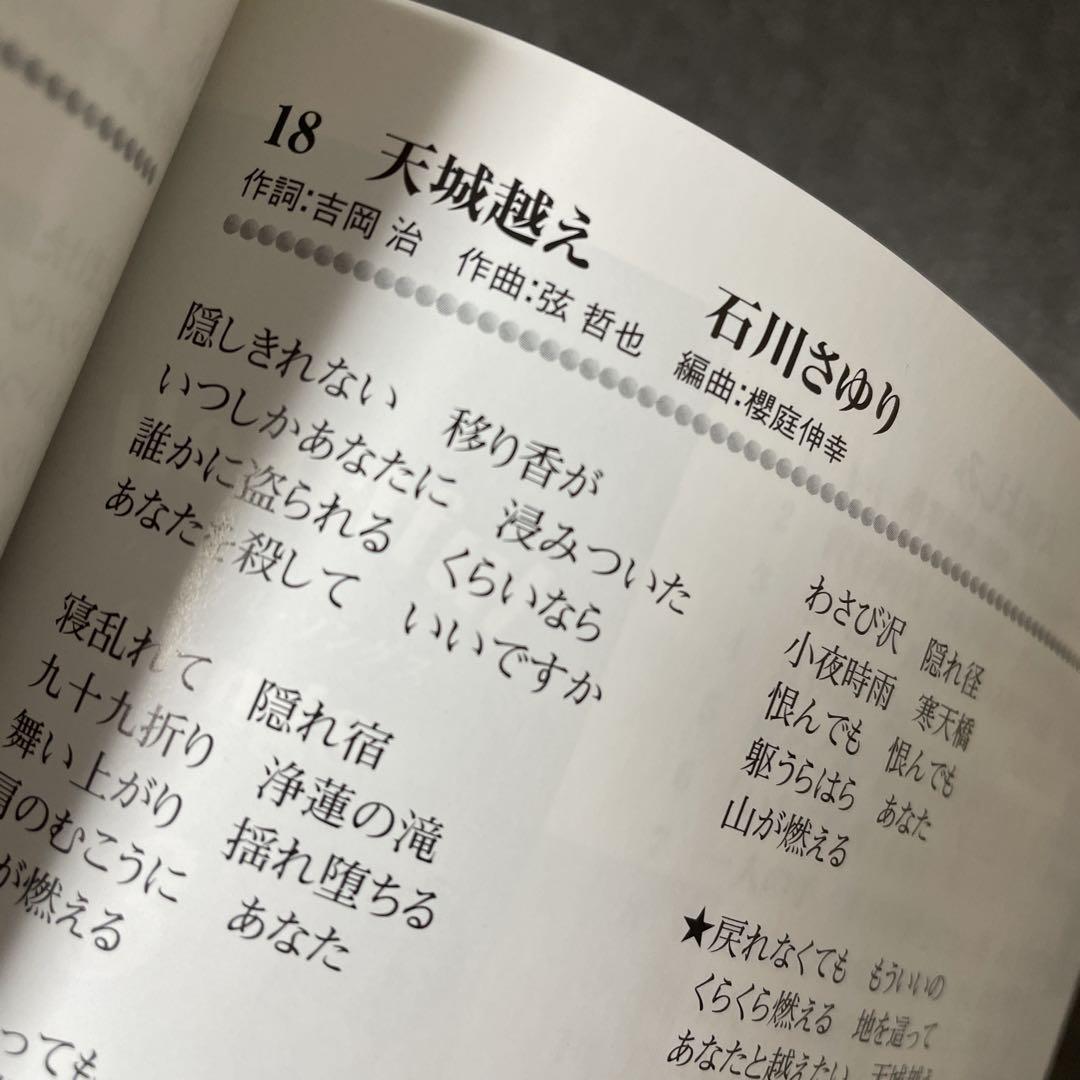 18 天城越え 石川さゆり
作詞:吉岡 治 作曲:弦 哲也 編曲:櫻庭伸幸
隠しきれない 移り香が
いつしかあなたに 浸みついた
誰かに盗られる くらいなら
あなたを殺して いいですか
寝乱れて 隠れ宿
九十九折り 浄蓮の滝
舞い上がり 揺れ堕ちる
肩のむこうに あなた
が燃える
っても
わさび沢 隠れ径
小夜時雨 寒天橋
恨んでも 恨んでも
躯うらはら あなた
山が燃える
★戻れなくても もういいの
くらくら燃える 地を這って
あなたと越えたい 天城越え